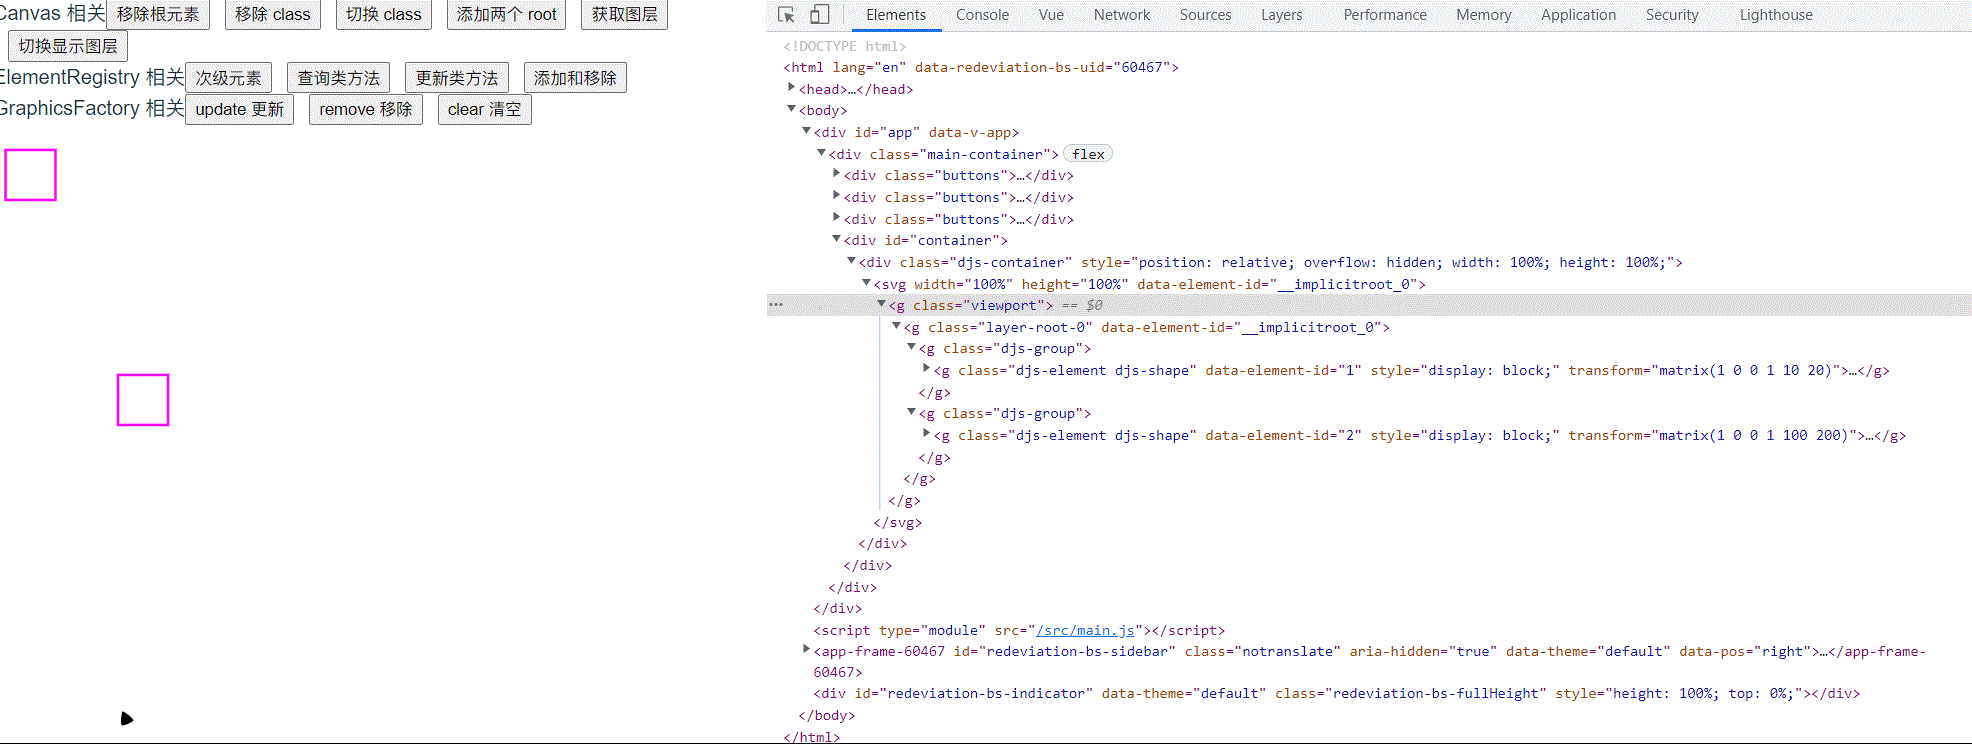 Canvas 相关 移除根元素 移除 class 切换 class 添加两个 root 获取图层
切换显示图层
ElementRegistry 相关 次级元素 查询类方法 更新类方法 添加和移除
GraphicsFactory 相关 update 更新 remove 移除 clear 清空
Elements Console Vue Network Sources Layers Performance Memory Application Security Lighthouse
<!DOCTYPE html>
<html lang="en" data-redeviation-bs-uid="60467">
<head>…</head>
<body>
<div id="app" data-v-app>
<div class="main-container"> flex
<div class="buttons">…</div>
<div class="buttons">…</div>
<div class="buttons">…</div>
<div id="container">
<div class="djs-container" style="position: relative; overflow: hidden; width: 100%; height: 100%;">
<svg width="100%" height="100%" data-element-id="__implicitroot_0">
<g class="viewport"> == $0
<g class="layer-root-0" data-element-id="__implicitroot_0">
<g class="djs-group">
<g class="djs-element djs-shape" data-element-id="1" style="display: block;" transform="matrix(1 0 0 1 10 20)">…</g>
</g>
<g class="djs-group">
<g class="djs-element djs-shape" data-element-id="2" style="display: block;" transform="matrix(1 0 0 1 100 200)">…</g>
</g>
</g>
</g>
</svg>
</div>
</div>
</div>
</div>
<script type="module" src="/src/main.js"></script>
<app-frame-60467 id="redeviation-bs-sidebar" class="notranslate" aria-hidden="true" data-theme="default" data-pos="right">…</app-frame-
60467>
<div id="redeviation-bs-indicator" data-theme="default" class="redeviation-bs-fullHeight" style="height: 100%; top: 0%;"></div>
</body>
</html>